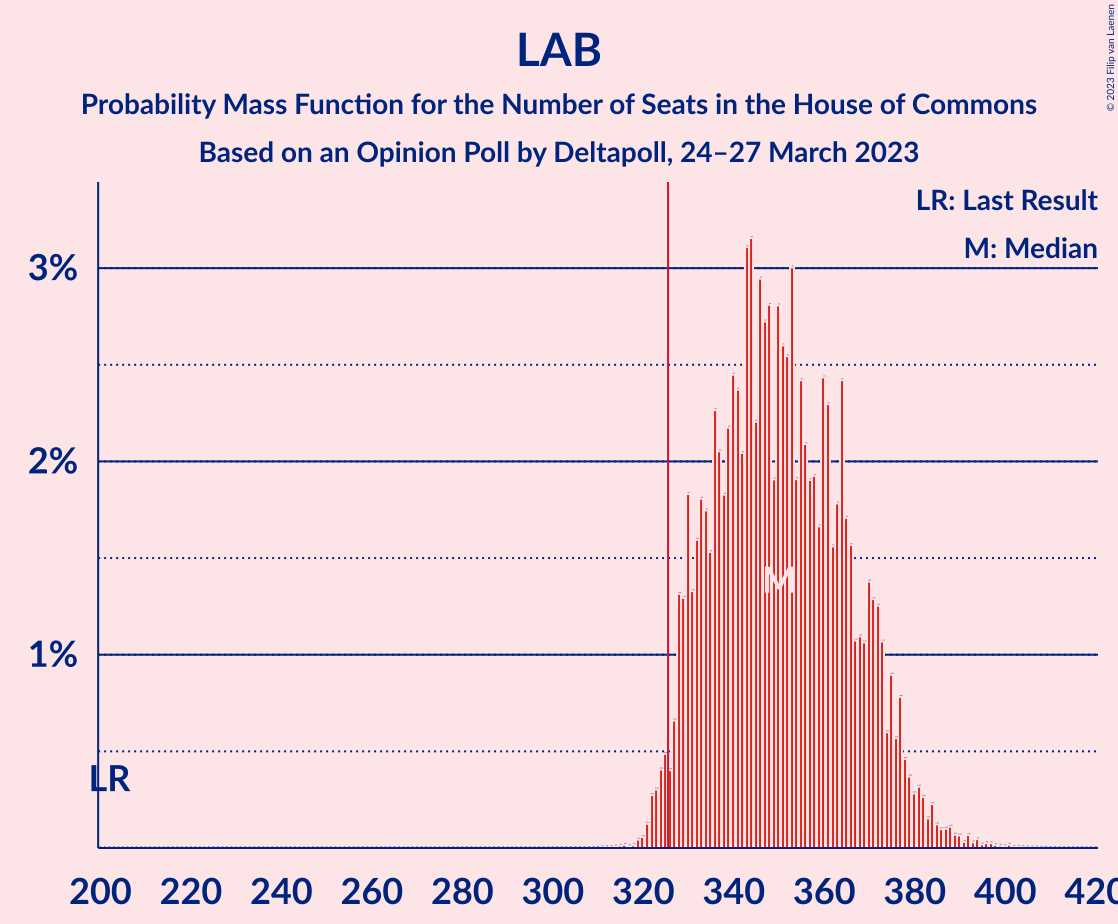 LAB
Probability Mass Function for the Number of Seats in the House of Commons
Based on an Opinion Poll by Deltapoll, 24–27 March 2023
© 2023 Filip van Laenen
LR: Last Result
M: Median
3%
2%
1%
M
LR
200 220 240 260 280 300 320 340 360 380 400 420